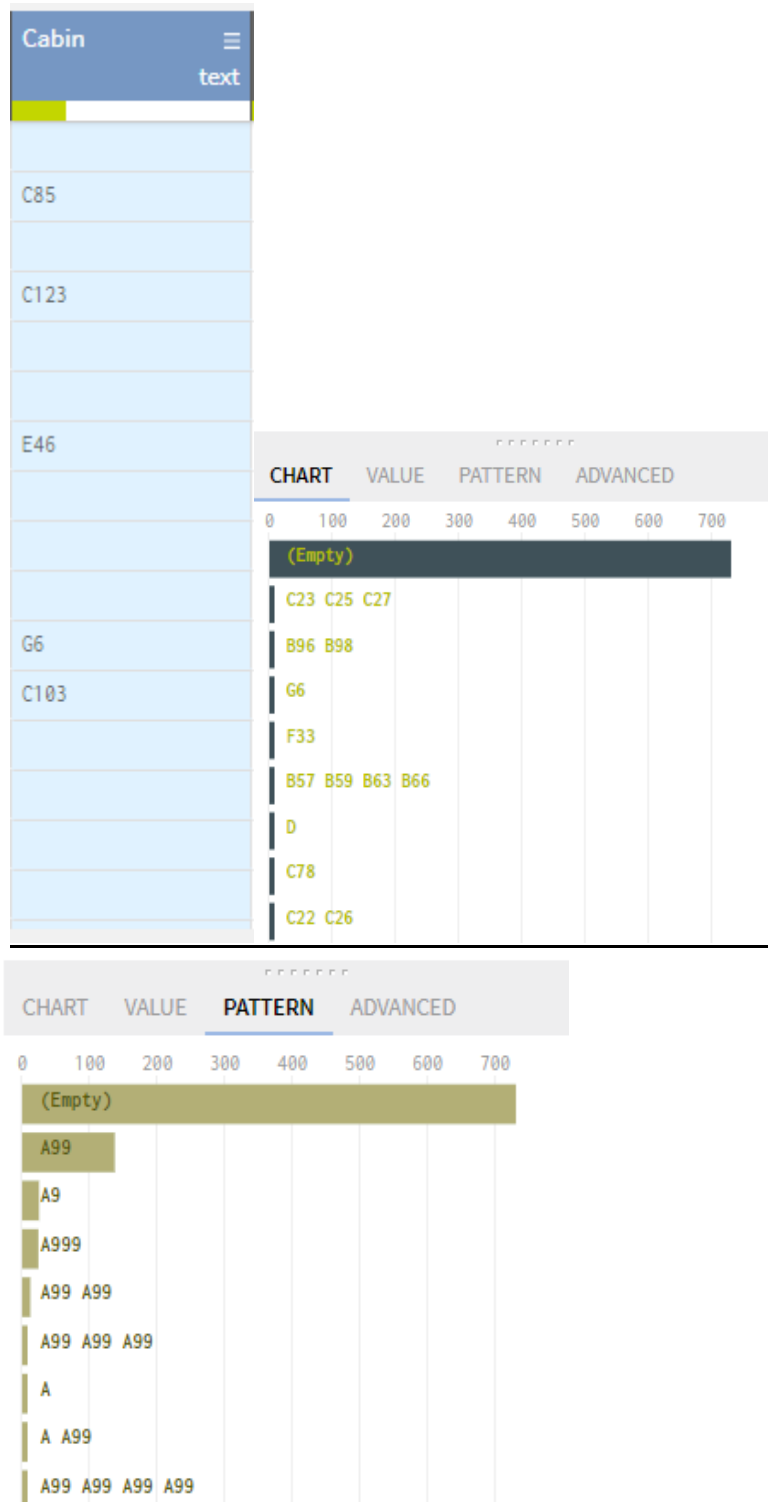 Cabin
text
C85
C123
E46
G6
C103
CHART VALUE PATTERN ADVANCED
0 100 200 300 400 500 600 700
(Empty)
C23 C25 C27
B96 B98
G6
F33
B57 B59 B63 B66
D
C78
C22 C26
CHART VALUE PATTERN ADVANCED
0 100 200 300 400 500 600 700
(Empty)
A99
A9
A999
A99 A99
A99 A99 A99
A
A A99
A99 A99 A99 A99